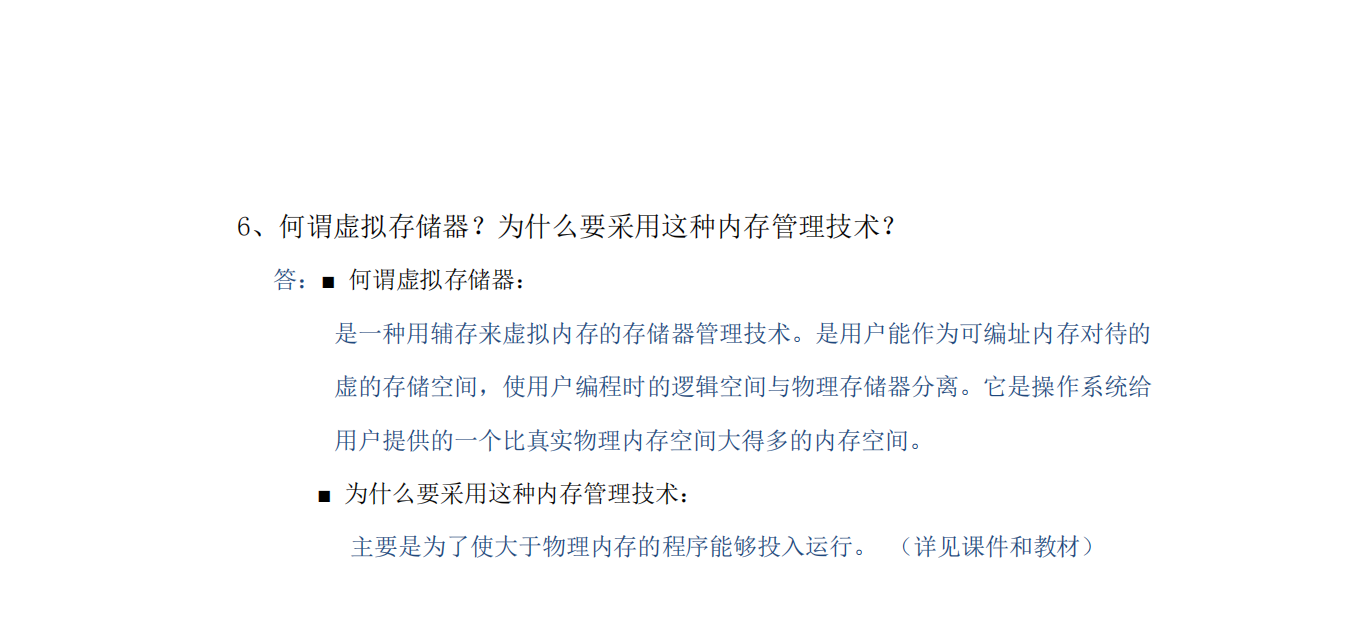 6、何谓虚拟存储器？为什么要采用这种内存管理技术？
答：■ 何谓虚拟存储器：
是一种用辅存来虚拟内存的存储器管理技术。是用户能作为可编址内存对待的
虚的存储空间，使用户编程时的逻辑空间与物理存储器分离。它是操作系统给
用户提供的一个比真实物理内存空间大得多的内存空间。
■ 为什么要采用这种内存管理技术：
主要是为了使大于物理内存的程序能够投入运行。 （详见课件和教材）